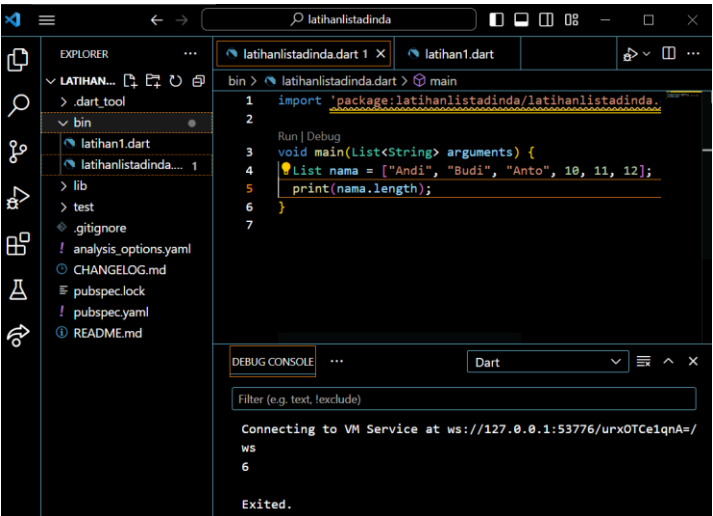 latihanlistadinda
EXPLORER ...
LATIHAN...
.dart_tool
bin
latihan1.dart
latihanlistadinda.... 1
lib
test
.gitignore
! analysis_options.yaml
CHANGELOG.md
pubspec.lock
! pubspec.yaml
README.md
latihanlistadinda.dart 1 latihan1.dart
bin > latihanlistadinda.dart > main
1 import 'package:latihanlistadinda/latihanlistadinda.
2
Run | Debug
3 void main(List<String> arguments) {
4 List nama = ["Andi", "Budi", "Anto", 10, 11, 12];
5 print(nama.length);
6 }
7
DEBUG CONSOLE ... Dart
Filter (e.g. text, !exclude)
Connecting to VM Service at ws://127.0.0.1:53776/urxOTCe1qnA=/
ws
6
Exited.